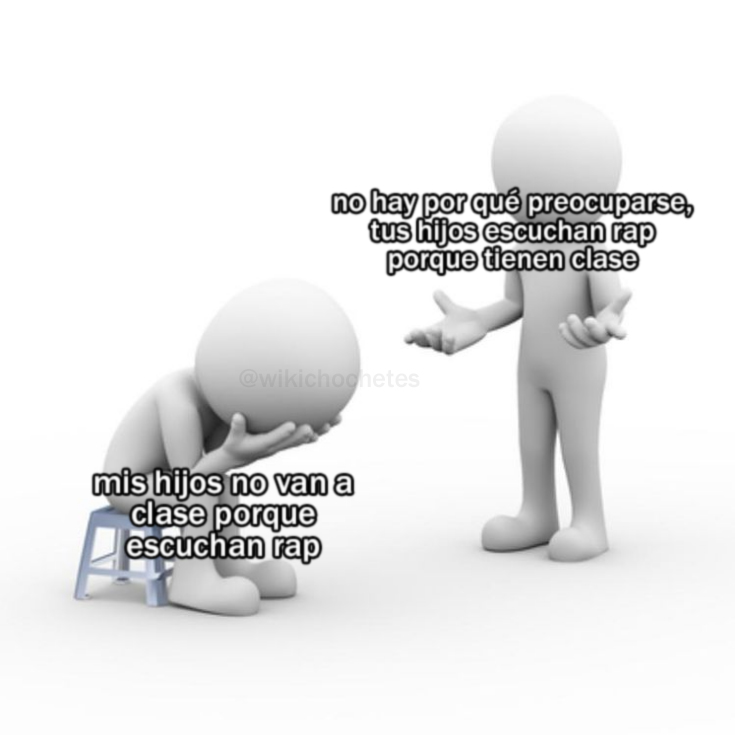 no hay por qué preocuparse,
tus hijos escuchan rap
porque tienen clase
@wikichochetes
mis hijos no van a
clase porque
escuchan rap